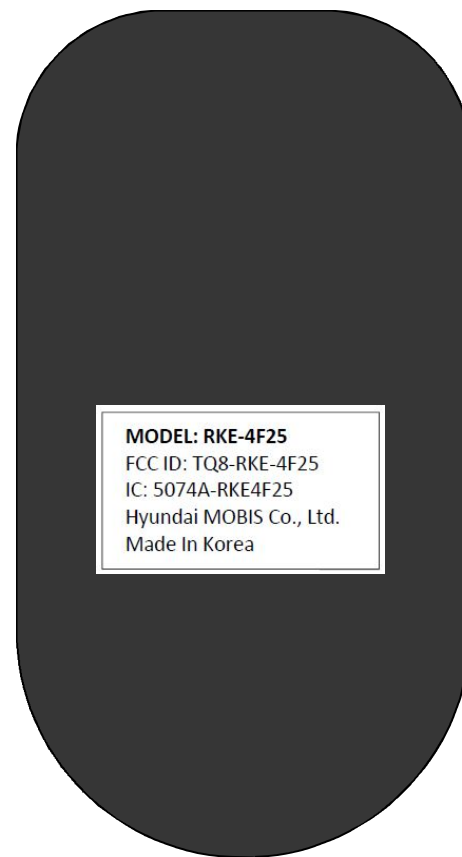 MODEL: RKE-4F25
FCC ID: TQ8-RKE-4F25
IC: 5074A-RKE4F25
Hyundai MOBIS Co., Ltd.
Made In Korea